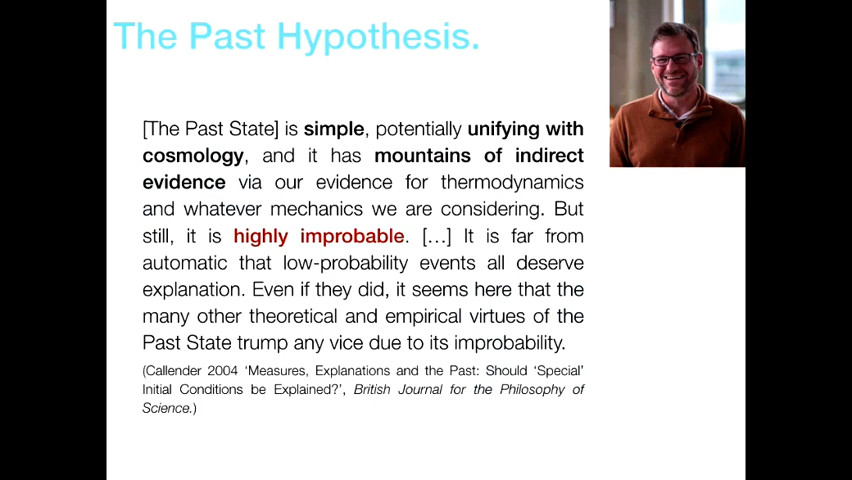 The Past Hypothesis.
[The Past State] is simple, potentially unifying with
cosmology, and it has mountains of indirect
evidence via our evidence for thermodynamics
and whatever mechanics we are considering. But
still, it is highly improbable. […] It is far from
automatic that low-probability events all deserve
explanation. Even if they did, it seems here that the
many other theoretical and empirical virtues of the
Past State trump any vice due to its improbability.
(Callender 2004 ‘Measures, Explanations and the Past: Should ‘Special’
Initial Conditions be Explained?’, British Journal for the Philosophy of
Science.)